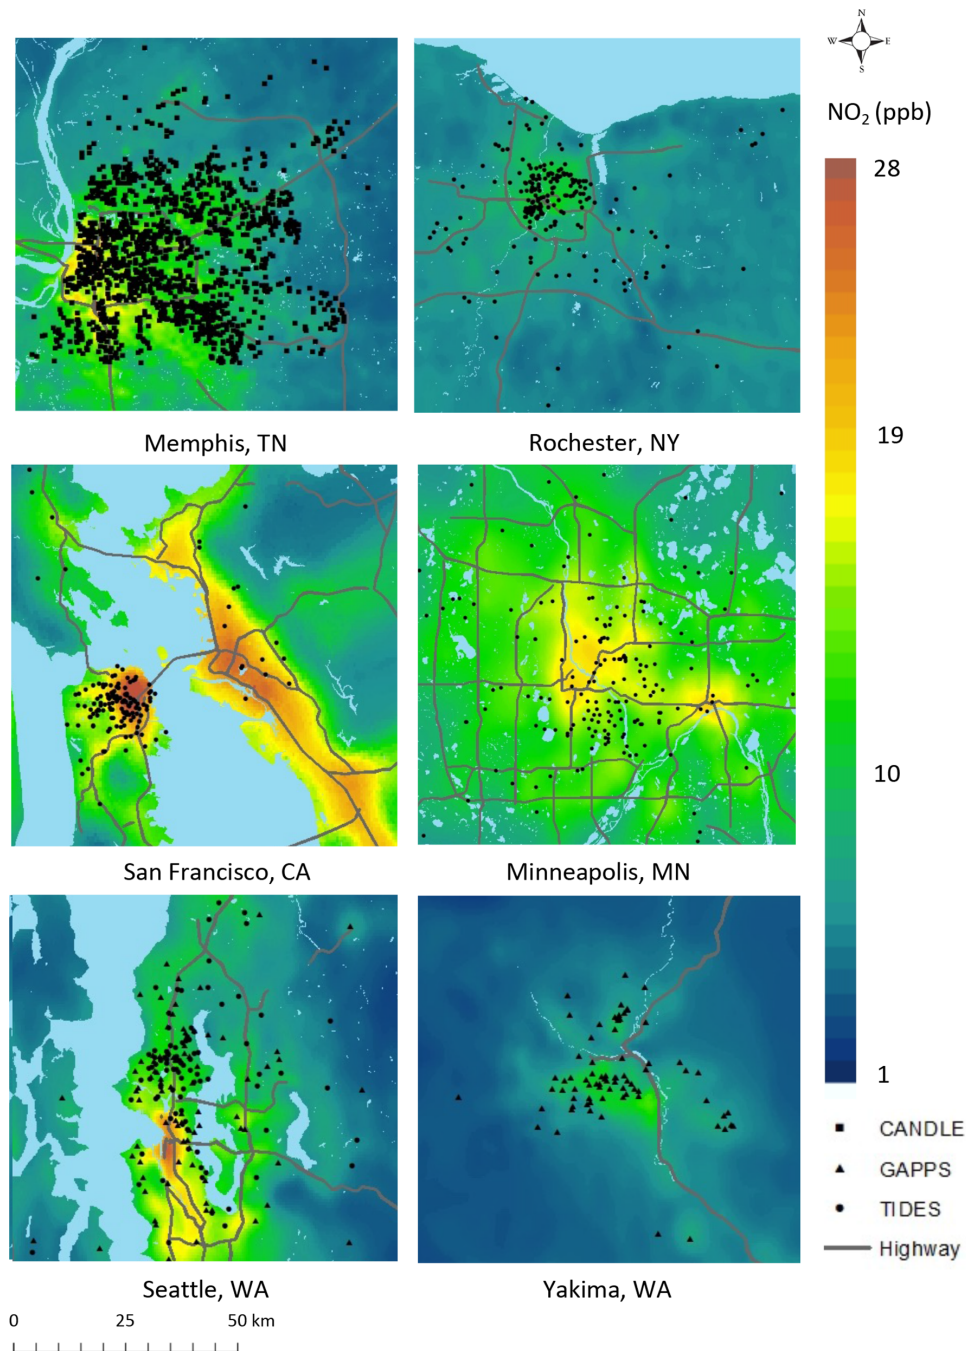 N
W E
S
NO₂ (ppb)
28
19
10
1
Memphis, TN
Rochester, NY
San Francisco, CA
Minneapolis, MN
Seattle, WA
Yakima, WA
CANDLE
GAPPS
TIDES
Highway
0 25 50 km